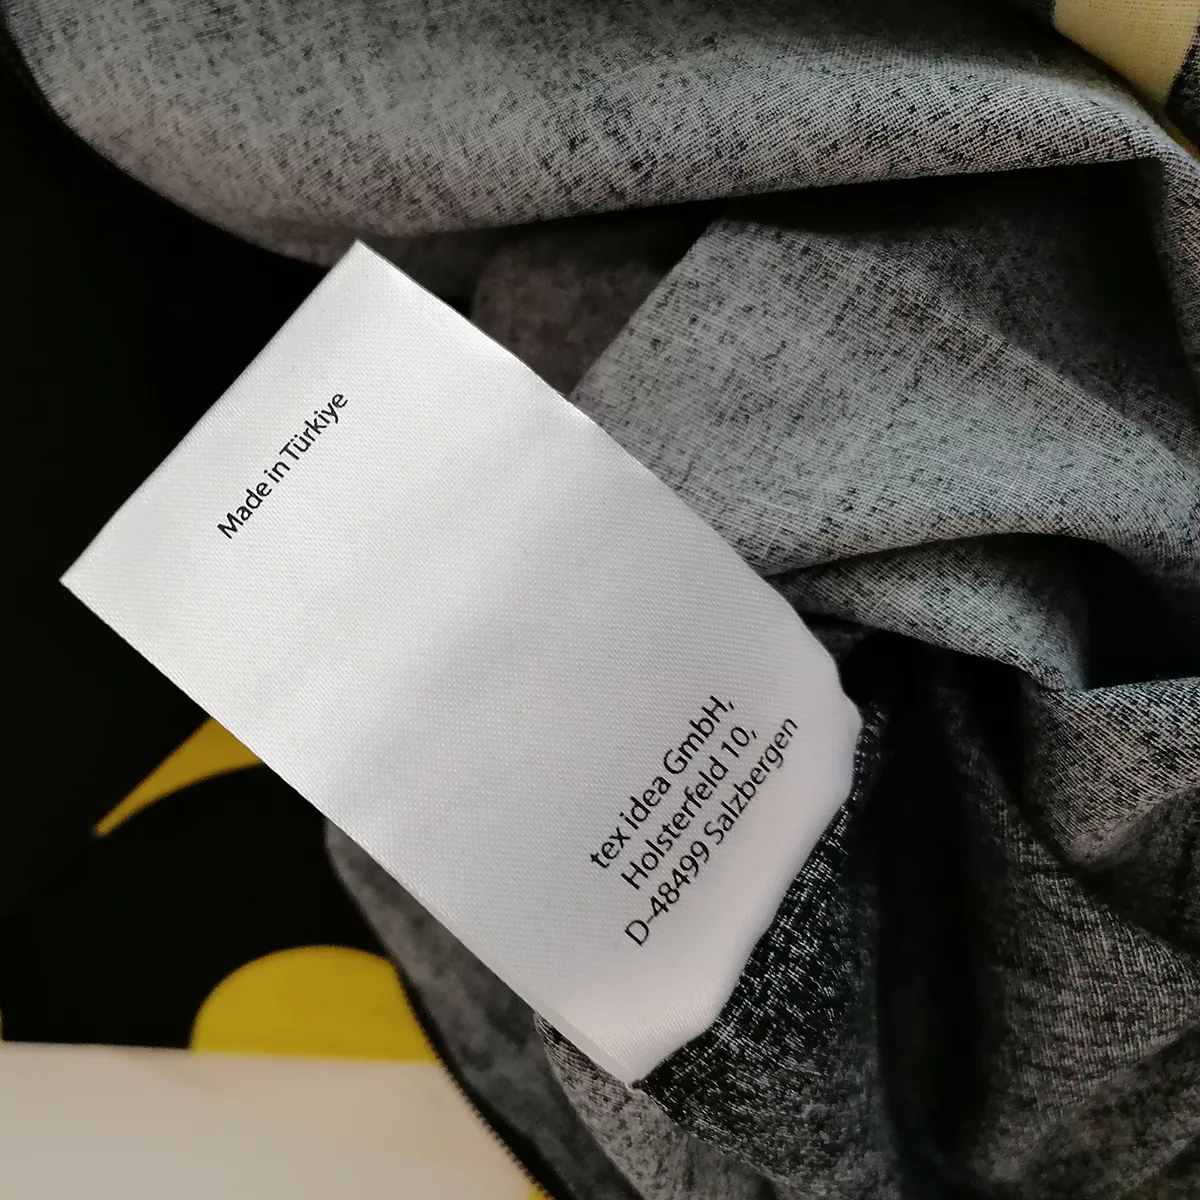 Made in Türkiye
tex idea GmbH,
Holsterfeld 10,
D-48499 Salzbergen